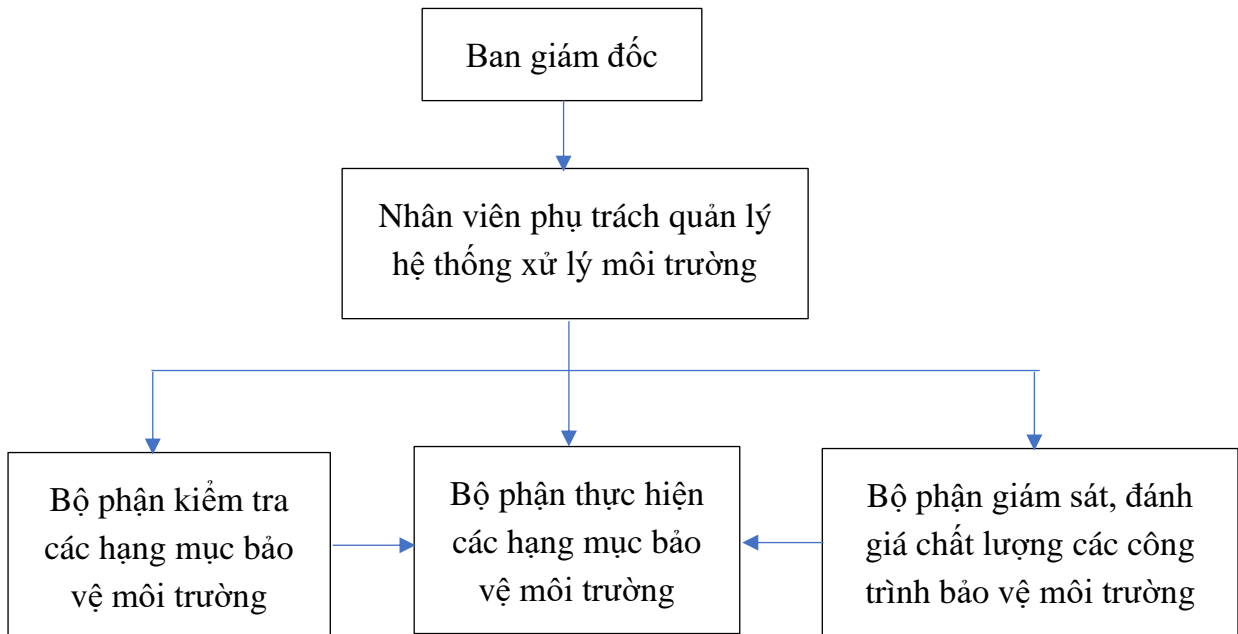 Ban giám đốc
Nhân viên phụ trách quản lý
hệ thống xử lý môi trường
Bộ phận kiểm tra
các hạng mục bảo
vệ môi trường
Bộ phận thực hiện
các hạng mục bảo
vệ môi trường
Bộ phận giám sát, đánh
giá chất lượng các công
trình bảo vệ môi trường